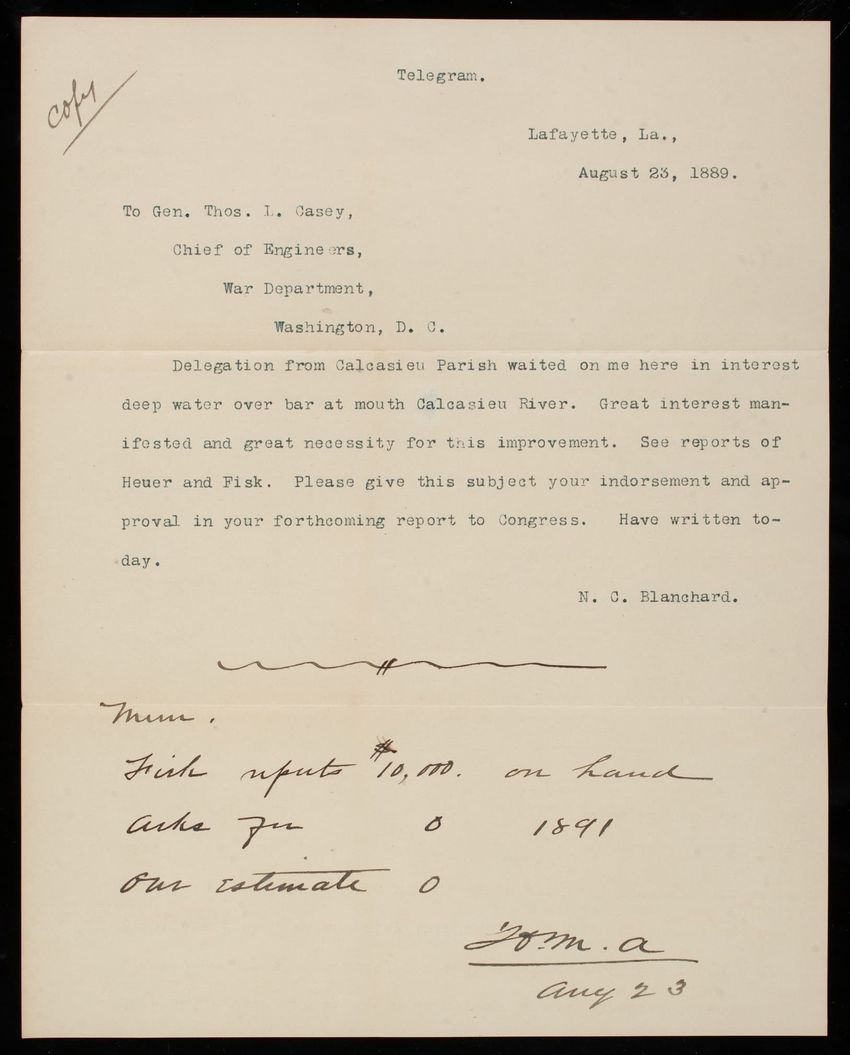 Copy
Telegram.
Lafayette, La.,
August 23, 1889.
To Gen. Thos. L. Casey,
Chief of Engineers,
War Department,
Washington, D. C.
Delegation from Calcasieu Parish waited on me here in interest
deep water over bar at mouth Calcasieu River. Great interest man-
ifested and great necessity for this improvement. See reports of
Heuer and Fisk. Please give this subject your indorsement and ap-
proval in your forthcoming report to Congress. Have written to-
day.
N. C. Blanchard.
Mem.
Fisk reports $10,000. on hand
Asks for 0 1891
Our estimate 0
H.M.A
Aug 23